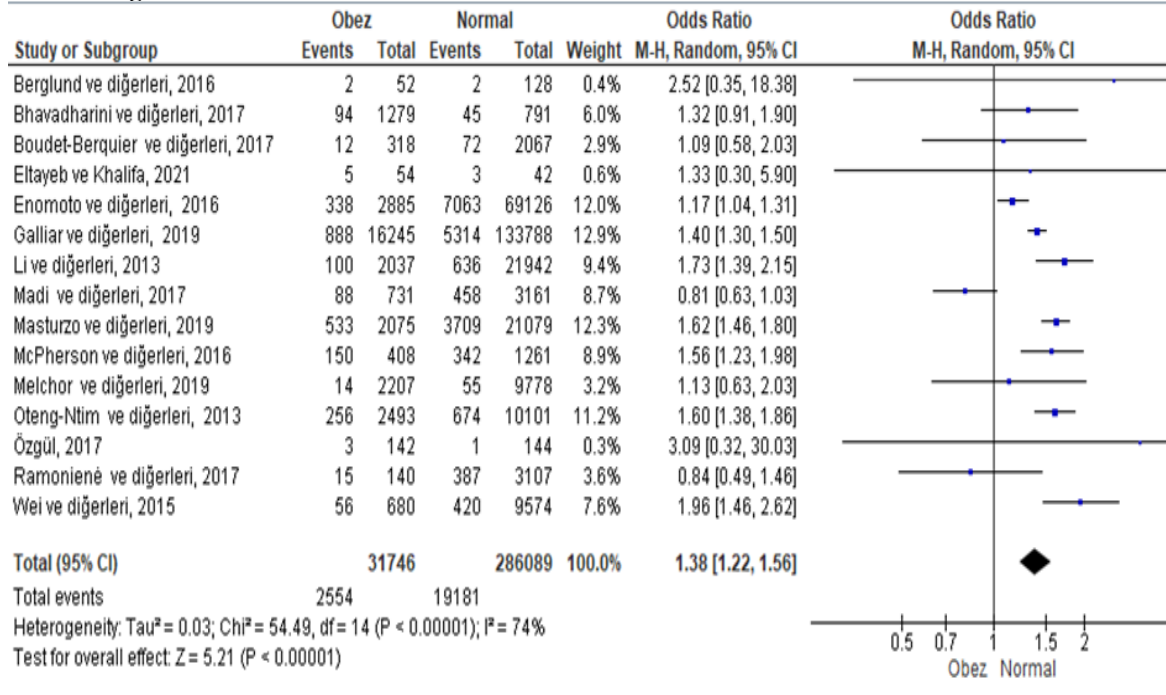 Obez Normal Odds Ratio Odds Ratio
Study or Subgroup Events Total Events Total Weight M-H, Random, 95% CI M-H, Random, 95% CI
Berglund ve diğerleri, 2016 2 52 2 128 0.4% 2.52 [0.35, 18.38]
Bhavadharini ve diğerleri, 2017 94 1279 45 791 6.0% 1.32 [0.91, 1.90]
Boudet-Berquier ve diğerleri, 2017 12 318 72 2067 2.9% 1.09 [0.58, 2.03]
Eltayeb ve Khalifa, 2021 5 54 3 42 0.6% 1.33 [0.30, 5.90]
Enomoto ve diğerleri, 2016 338 2885 7063 69126 12.0% 1.17 [1.04, 1.31]
Galliar ve diğerleri, 2019 888 16245 5314 133788 12.9% 1.40 [1.30, 1.50]
Li ve diğerleri, 2013 100 2037 636 21942 9.4% 1.73 [1.39, 2.15]
Madi ve diğerleri, 2017 88 731 458 3161 8.7% 0.81 [0.63, 1.03]
Masturzo ve diğerleri, 2019 533 2075 3709 21079 12.3% 1.62 [1.46, 1.80]
McPherson ve diğerleri, 2016 150 408 342 1261 8.9% 1.56 [1.23, 1.98]
Melchor ve diğerleri, 2019 14 2207 55 9778 3.2% 1.13 [0.63, 2.03]
Oteng-Ntim ve diğerleri, 2013 256 2493 674 10101 11.2% 1.60 [1.38, 1.86]
Özgül, 2017 3 142 1 144 0.3% 3.09 [0.32, 30.03]
Ramonienė ve diğerleri, 2017 15 140 387 3107 3.6% 0.84 [0.49, 1.46]
Wei ve diğerleri, 2015 56 680 420 9574 7.6% 1.96 [1.46, 2.62]
Total (95% CI) 31746 286089 100.0% 1.38 [1.22, 1.56]
Total events 2554 19181
Heterogeneity: Tau² = 0.03; Chi² = 54.49, df = 14 (P < 0.00001); I² = 74%
Test for overall effect: Z = 5.21 (P < 0.00001)
0.5 0.7 1 1.5 2
Obez Normal